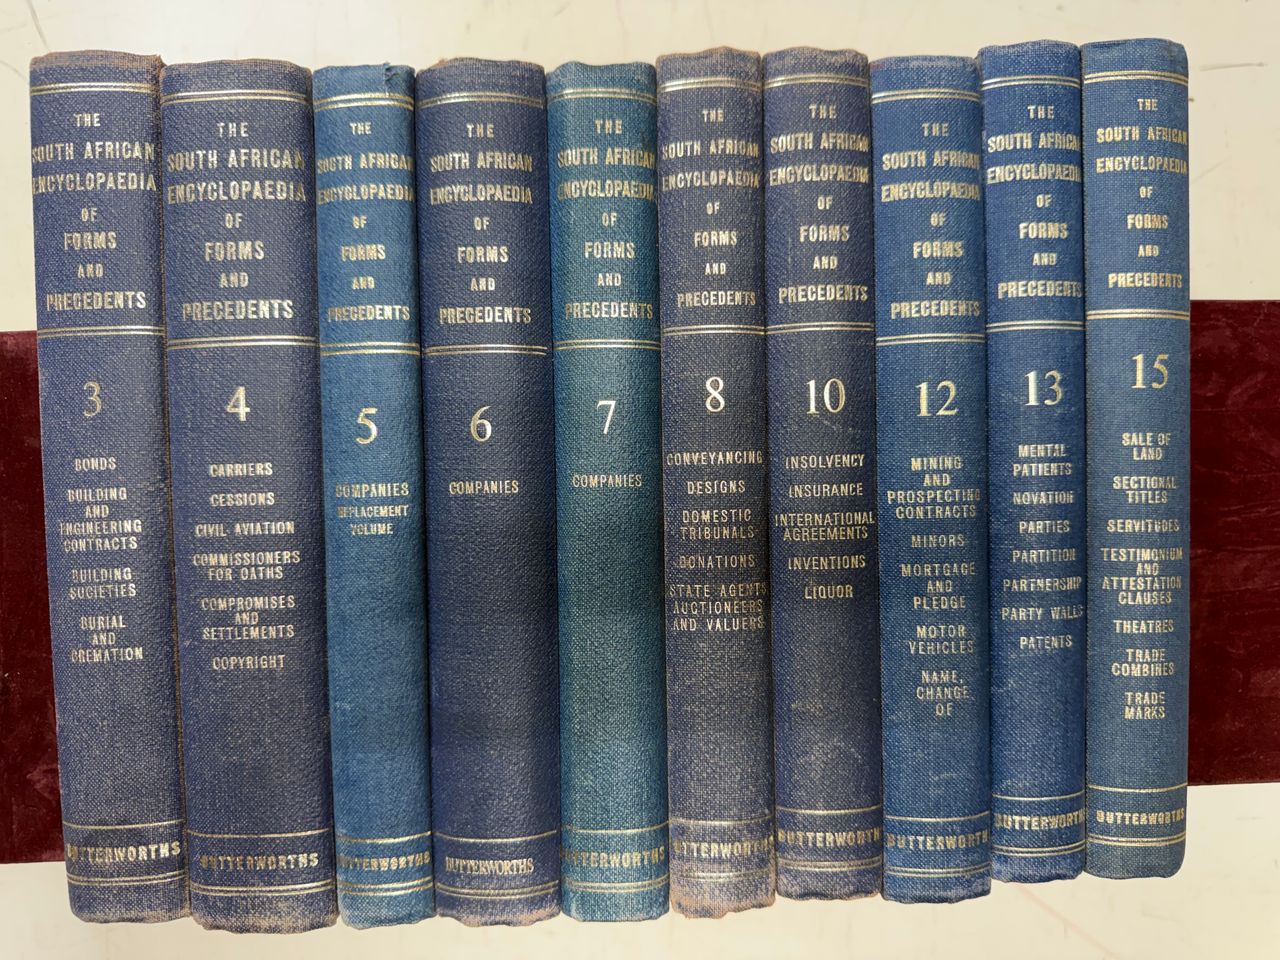 THE
SOUTH AFRICAN
ENCYCLOPAEDIA
OF
FORMS
AND
PRECEDENTS
3
BONDS
BUILDING
AND
ENGINEERING
CONTRACTS
BUILDING
SOCIETIES
BURIAL
AND
CREMATION
BUTTERWORTHS
THE
SOUTH AFRICAN
ENCYCLOPAEDIA
OF
FORMS
AND
PRECEDENTS
4
CARRIERS
CESSIONS
CIVIL AVIATION
COMMISSIONERS
FOR OATHS
COMPROMISES
AND
SETTLEMENTS
COPYRIGHT
BUTTERWORTHS
THE
SOUTH AFRICAN
ENCYCLOPAEDIA
OF
FORMS
AND
PRECEDENTS
5
COMPANIES
REPLACEMENT
VOLUME
BUTTERWORTHS
THE
SOUTH AFRICAN
ENCYCLOPAEDIA
OF
FORMS
AND
PRECEDENTS
6
COMPANIES
BUTTERWORTHS
THE
SOUTH AFRICAN
ENCYCLOPAEDIA
OF
FORMS
AND
PRECEDENTS
7
COMPANIES
BUTTERWORTHS
THE
SOUTH AFRICAN
ENCYCLOPAEDIA
OF
FORMS
AND
PRECEDENTS
8
CONVEYANCING
DESIGNS
DOMESTIC
TRIBUNALS
DONATIONS
ESTATE AGENTS
AUCTIONEERS
AND VALUERS
BUTTERWORTHS
THE
SOUTH AFRICAN
ENCYCLOPAEDIA
OF
FORMS
AND
PRECEDENTS
10
INSOLVENCY
INSURANCE
INTERNATIONAL
AGREEMENTS
INVENTIONS
LIQUOR
BUTTERWORTHS
THE
SOUTH AFRICAN
ENCYCLOPAEDIA
OF
FORMS
AND
PRECEDENTS
12
MINING
AND
PROSPECTING
CONTRACTS
MINORS
MORTGAGE
AND
PLEDGE
MOTOR
VEHICLES
NAME,
CHANGE
OF
BUTTERWORTHS
THE
SOUTH AFRICAN
ENCYCLOPAEDIA
OF
FORMS
AND
PRECEDENTS
13
MENTAL
PATIENTS
NOVATION
PARTIES
PARTITION
PARTNERSHIP
PARTY WALLS
PATENTS
BUTTERWORTHS
THE
SOUTH AFRICAN
ENCYCLOPAEDIA
OF
FORMS
AND
PRECEDENTS
15
SALE OF
LAND
SECTIONAL
TITLES
SERVITUDES
TESTIMONIUM
AND
ATTESTATION
CLAUSES
THEATRES
TRADE
COMBINES
TRADE
MARKS
BUTTERWORTHS